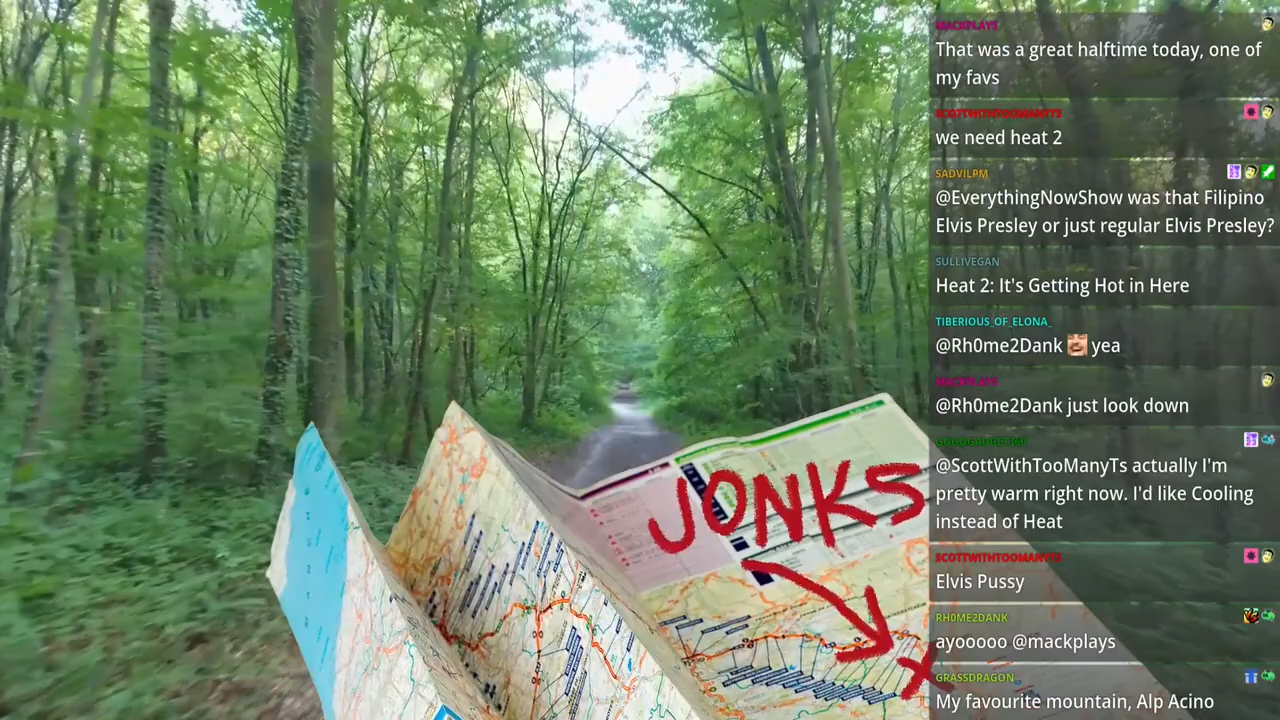 MACKPLAYS
That was a great halftime today, one of
my favs
SCOTTWITHTOOMANYTS
we need heat 2
SADVILPM
@EverythingNowShow was that Filipino
Elvis Presley or just regular Elvis Presley?
SULLIVEGAN
Heat 2: It's Getting Hot in Here
TIBERIOUS_OF_ELONA_
@Rh0me2Dank yea
MACKPLAYS
@Rh0me2Dank just look down
@ScottWithTooManyTs actually I'm
pretty warm right now. I'd like Cooling
instead of Heat
SCOTTWITHTOOMANYTS
Elvis Pussy
RH0ME2DANK
ayooooo @mackplays
GRASSDRAGON
My favourite mountain, Alp Acino
JONKS
X